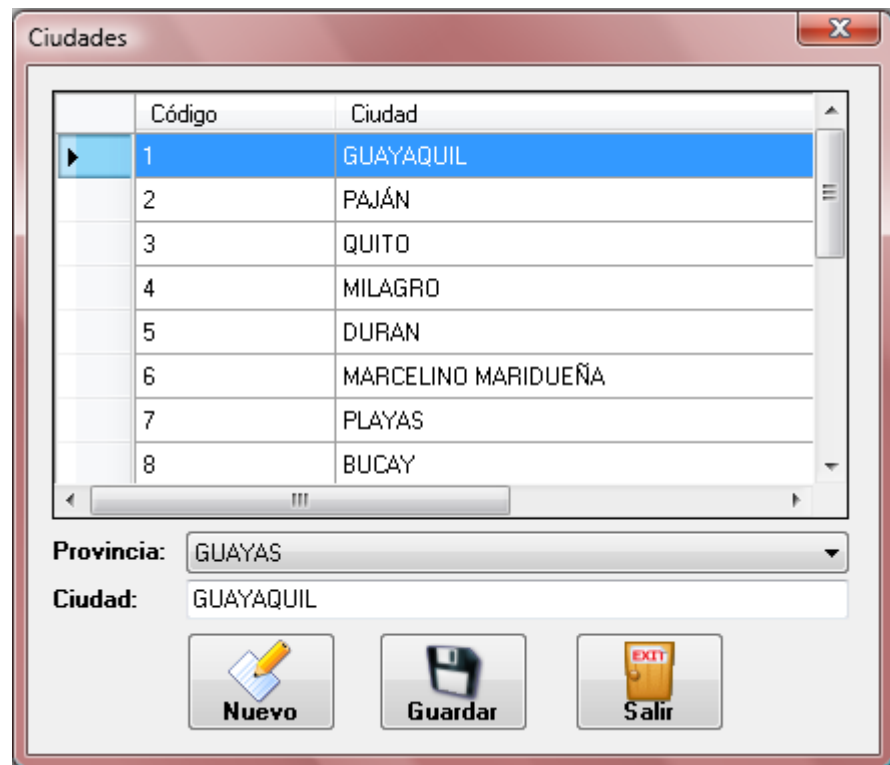 Ciudades
Código Ciudad
1 GUAYAQUIL
2 PAJÁN
3 QUITO
4 MILAGRO
5 DURAN
6 MARCELINO MARIDUEÑA
7 PLAYAS
8 BUCAY
Provincia: GUAYAS
Ciudad: GUAYAQUIL
EXIT
Nuevo Guardar Salir